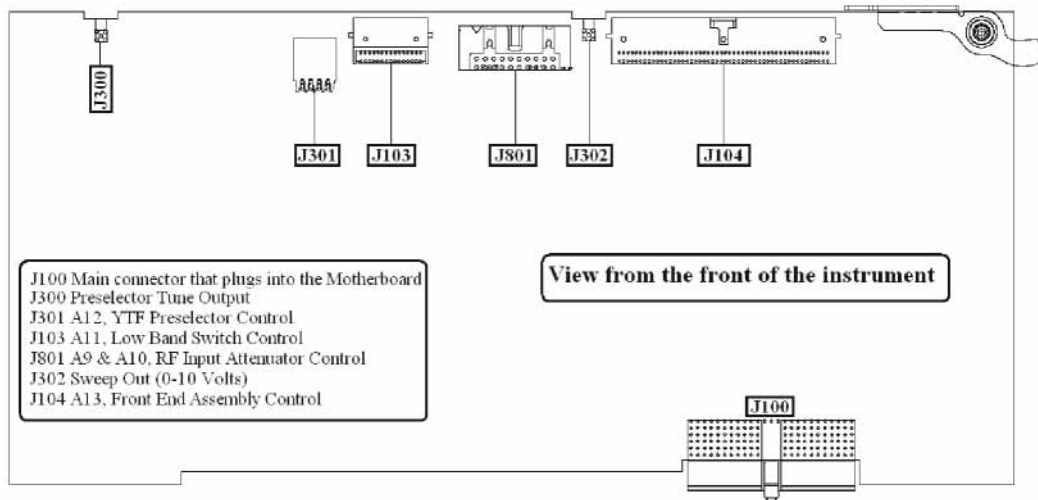 J300
J301
J103
J801
J302
J104
J100 Main connector that plugs into the Motherboard
J300 Preselector Tune Output
J301 A12, YTF Preselector Control
J103 A11, Low Band Switch Control
J801 A9 & A10, RF Input Attenuator Control
J302 Sweep Out (0-10 Volts)
J104 A13, Front End Assembly Control
View from the front of the instrument
J100